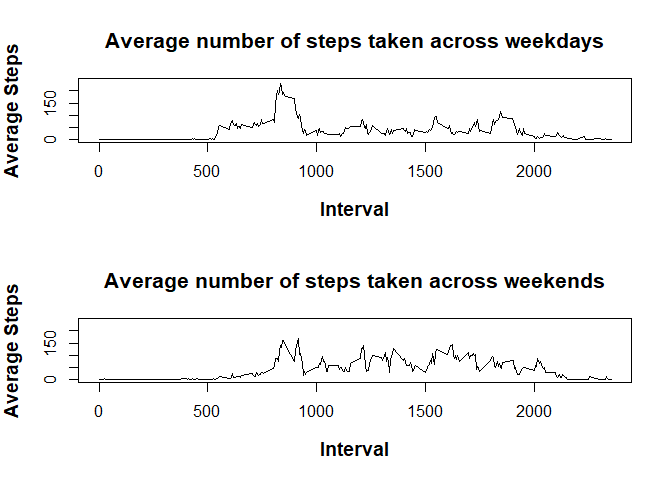 Average number of steps taken across weekdays
Average Steps
150
0
0 500 1000 1500 2000
Interval
Average number of steps taken across weekends
Average Steps
150
0
0 500 1000 1500 2000
Interval